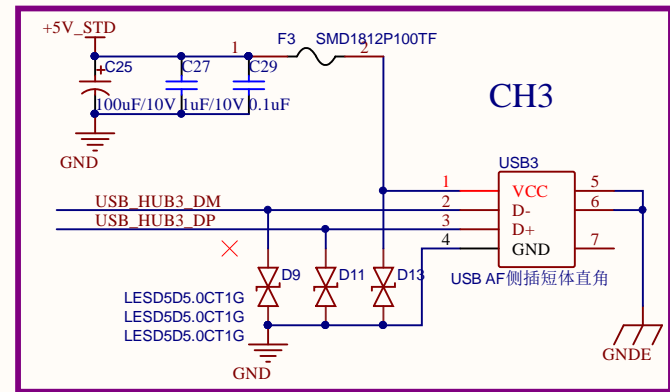 +5V_STD
F3 SMD1812P100TF
1 2
C25 C27 C29
100uF/10V 1uF/10V 0.1uF
GND
CH3
USB3
1 VCC 5
2 D- 6
3 D+
4 GND 7
USB_HUB3_DM
USB_HUB3_DP
USB AF侧插短体直角
D9 D11 D13
LESD5D5.0CT1G
LESD5D5.0CT1G
LESD5D5.0CT1G
GND
GNDE